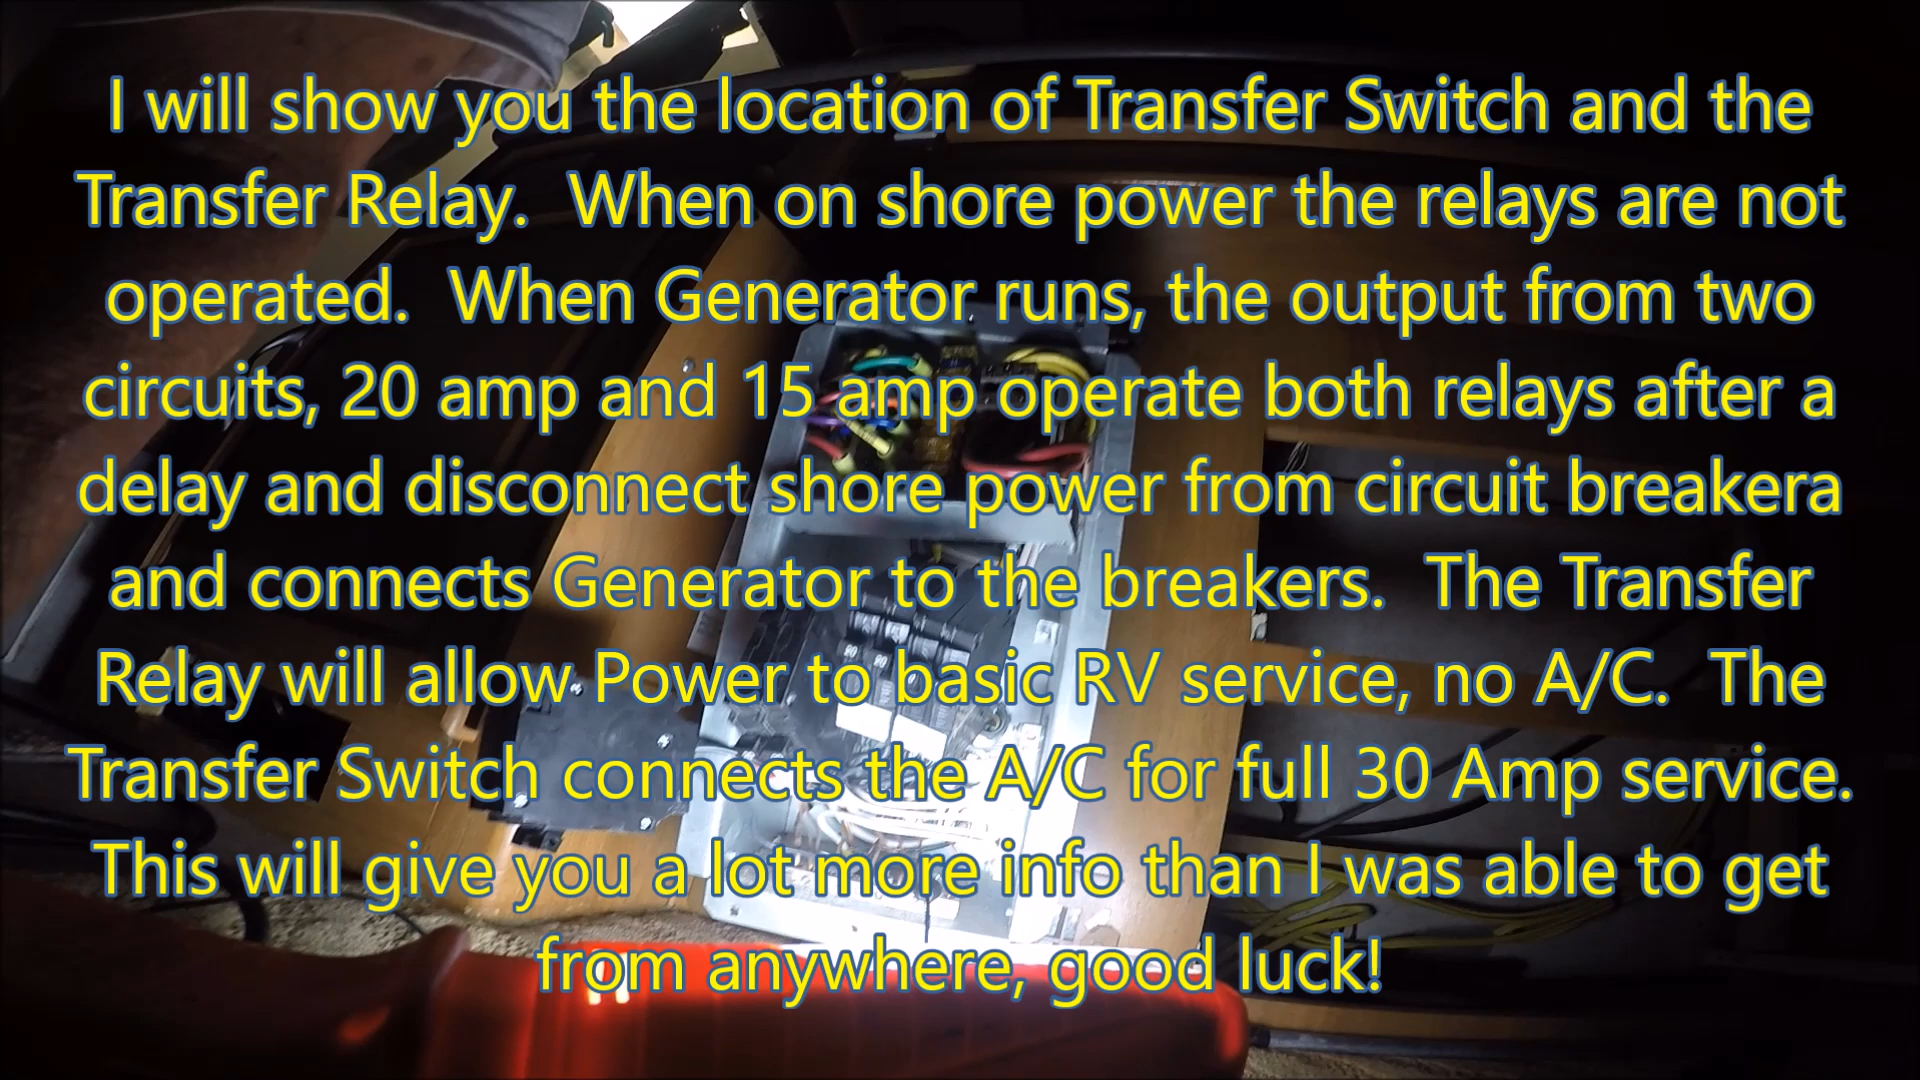 I will show you the location of Transfer Switch and the
Transfer Relay.  When on shore power the relays are not
operated.  When Generator runs, the output from two
circuits, 20 amp and 15 amp operate both relays after a
delay and disconnect shore power from circuit breakera
and connects Generator to the breakers.  The Transfer
Relay will allow Power to basic RV service, no A/C.  The
Transfer Switch connects the A/C for full 30 Amp service.
This will give you a lot more info than I was able to get
from anywhere, good luck!